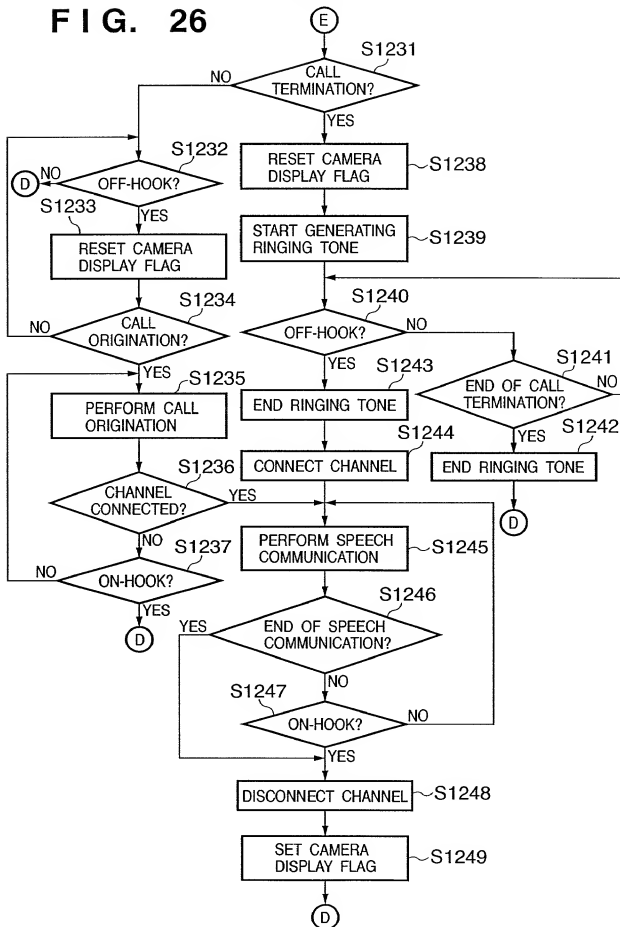 FIG. 26
E
S1231
CALL
TERMINATION?
NO
YES
S1232
OFF-HOOK?
NO
D
YES
S1233
RESET CAMERA
DISPLAY FLAG
S1234
CALL
ORIGINATION?
NO
YES
S1235
PERFORM CALL
ORIGINATION
S1236
CHANNEL
CONNECTED?
YES
NO
S1237
ON-HOOK?
NO
YES
D
RESET CAMERA
DISPLAY FLAG
S1238
START GENERATING
RINGING TONE
S1239
S1240
OFF-HOOK?
NO
YES
S1241
END OF CALL
TERMINATION?
NO
YES
S1242
END RINGING TONE
D
S1243
END RINGING TONE
S1244
CONNECT CHANNEL
PERFORM SPEECH
COMMUNICATION
S1245
S1246
END OF SPEECH
COMMUNICATION?
YES
NO
S1247
ON-HOOK?
NO
YES
DISCONNECT CHANNEL
S1248
SET CAMERA
DISPLAY FLAG
S1249
D